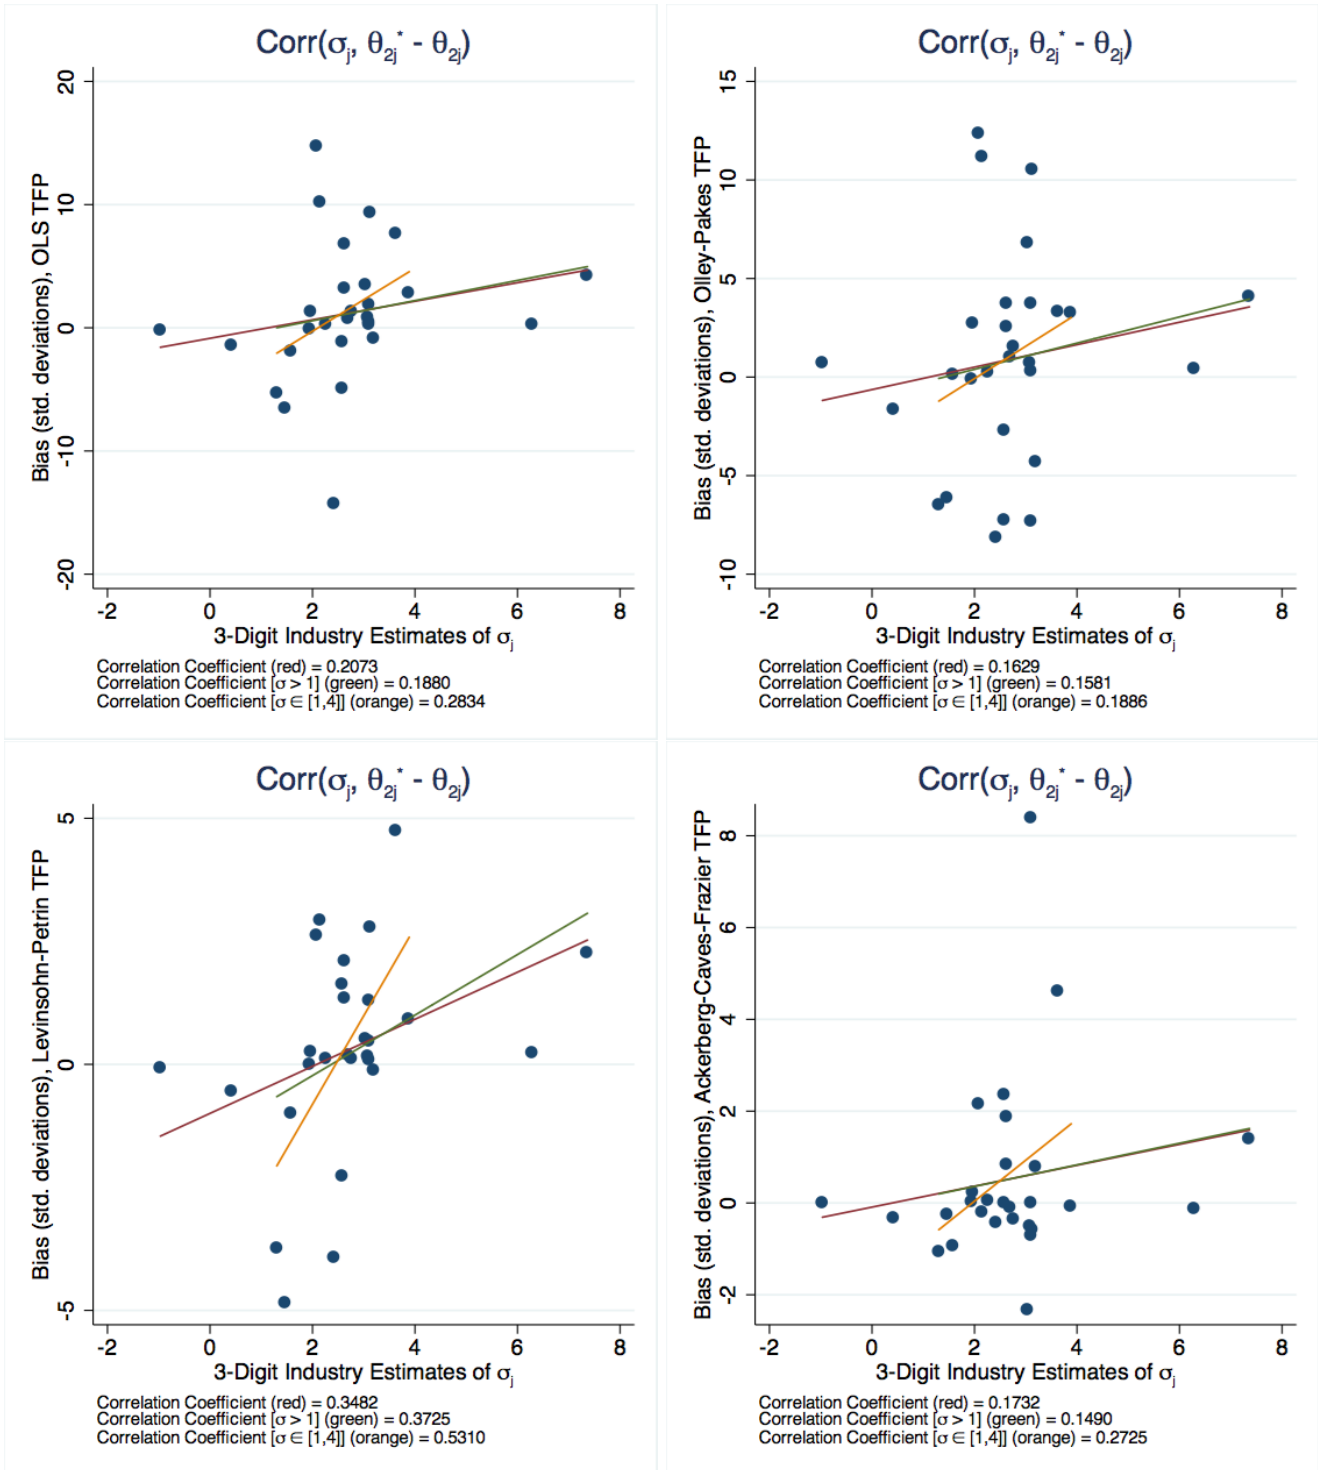 Corr(σj, θ2j* - θ2j)
Bias (std. deviations), OLS TFP
20
10
0
-10
-20
-2 0 2 4 6 8
3-Digit Industry Estimates of σj
Correlation Coefficient (red) = 0.2073
Correlation Coefficient [σ > 1] (green) = 0.1880
Correlation Coefficient [σ ∈ [1,4]] (orange) = 0.2834
Corr(σj, θ2j* - θ2j)
Bias (std. deviations), Olley-Pakes TFP
15
10
5
0
-5
-10
-2 0 2 4 6 8
3-Digit Industry Estimates of σj
Correlation Coefficient (red) = 0.1629
Correlation Coefficient [σ > 1] (green) = 0.1581
Correlation Coefficient [σ ∈ [1,4]] (orange) = 0.1886
Corr(σj, θ2j* - θ2j)
Bias (std. deviations), Levinsohn-Petrin TFP
5
0
-5
-2 0 2 4 6 8
3-Digit Industry Estimates of σj
Correlation Coefficient (red) = 0.3482
Correlation Coefficient [σ > 1] (green) = 0.3725
Correlation Coefficient [σ ∈ [1,4]] (orange) = 0.5310
Corr(σj, θ2j* - θ2j)
Bias (std. deviations), Ackerberg-Caves-Frazier TFP
8
6
4
2
0
-2
-2 0 2 4 6 8
3-Digit Industry Estimates of σj
Correlation Coefficient (red) = 0.1732
Correlation Coefficient [σ > 1] (green) = 0.1490
Correlation Coefficient [σ ∈ [1,4]] (orange) = 0.2725